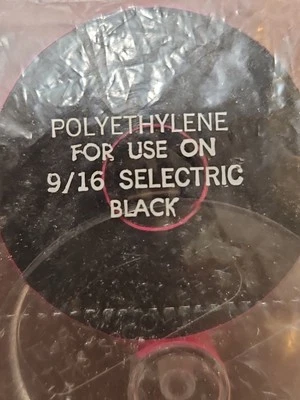 POLYETHYLENE
FOR USE ON
9/16 SELECTRIC
BLACK